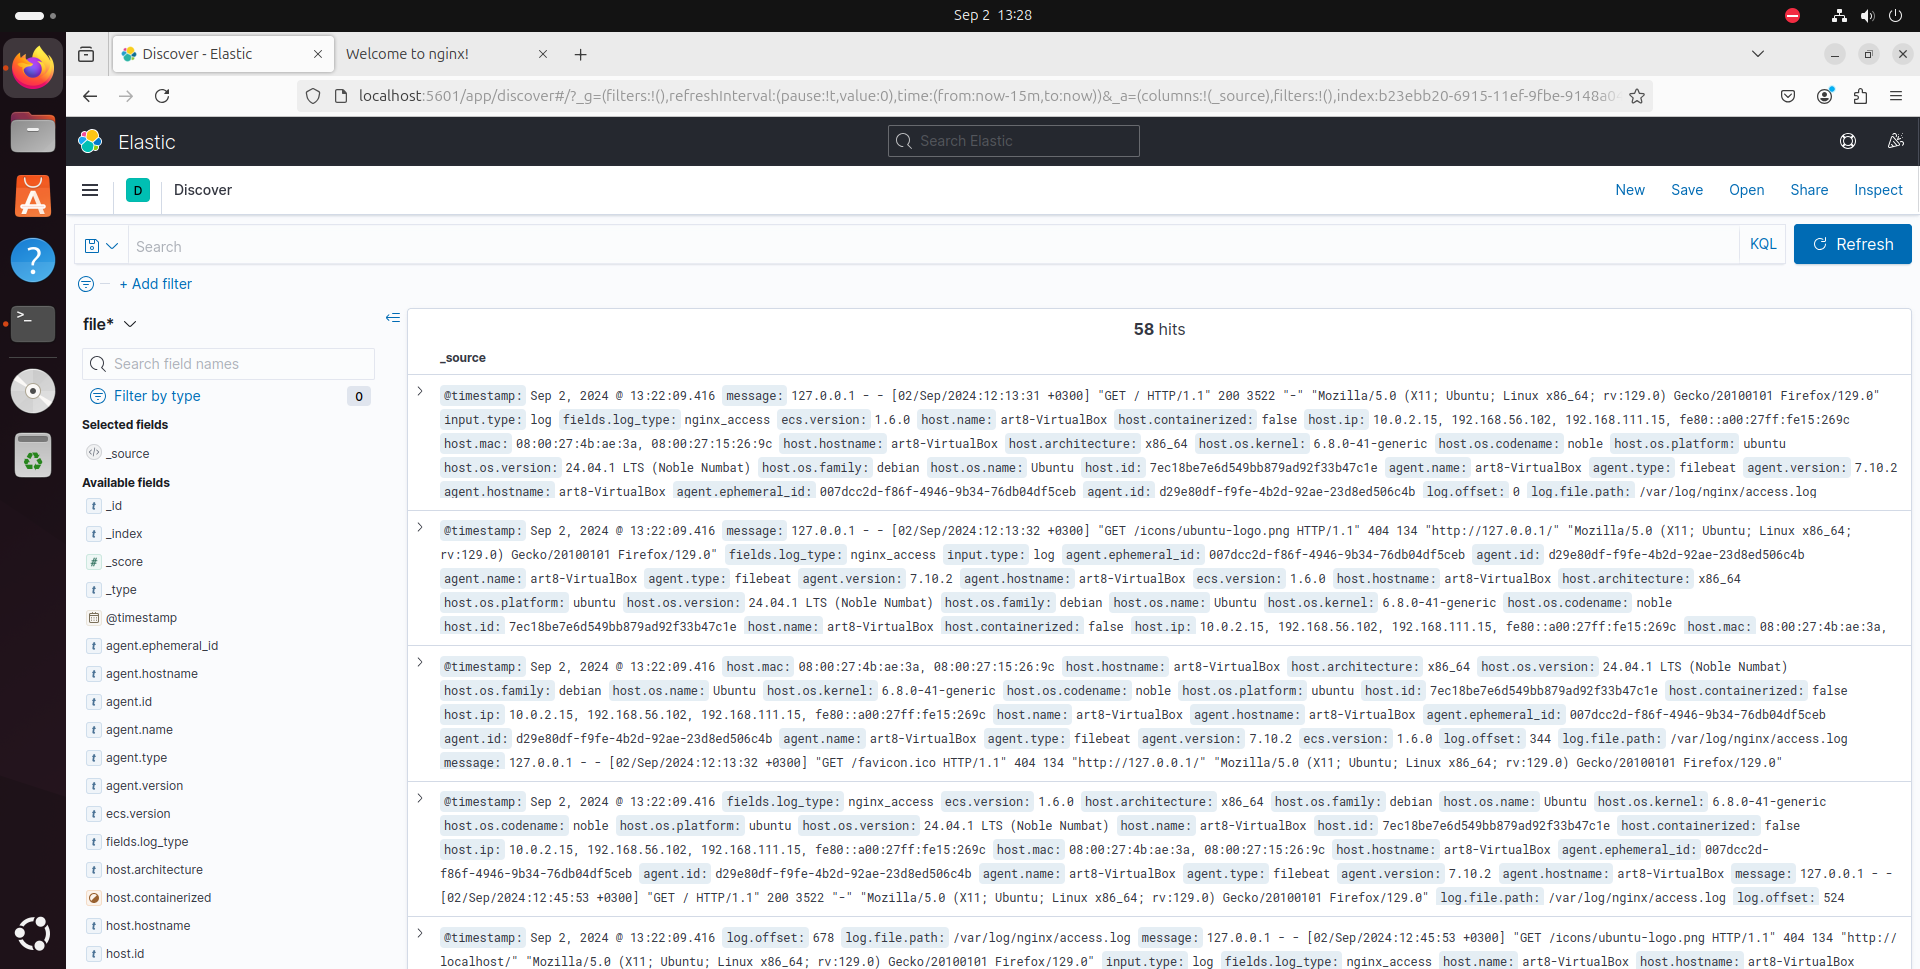 Sep 2 13:28
Discover - Elastic
Welcome to nginx!
localhost:5601/app/discover#/?_g=(filters:!(),refreshInterval:(pause:!t,value:0),time:(from:now-15m,to:now))&_a=(columns:!(_source),filters:!(),index:b23ebb20-6915-11ef-9fbe-9148a04
Elastic
Search Elastic
D
Discover
New Save Open Share Inspect
Search
KQL
Refresh
+ Add filter
file*
58 hits
Search field names
_source
Filter by type 0
Selected fields
_source
Available fields
t _id
t _index
# _score
t _type
@timestamp
t agent.ephemeral_id
t agent.hostname
t agent.id
t agent.name
t agent.type
t agent.version
t ecs.version
t fields.log_type
t host.architecture
host.containerized
t host.hostname
t host.id
@timestamp: Sep 2, 2024 @ 13:22:09.416 message: 127.0.0.1 - - [02/Sep/2024:12:13:31 +0300] "GET / HTTP/1.1" 200 3522 "-" "Mozilla/5.0 (X11; Ubuntu; Linux x86_64; rv:129.0) Gecko/20100101 Firefox/129.0"
input.type: log fields.log_type: nginx_access ecs.version: 1.6.0 host.name: art8-VirtualBox host.containerized: false host.ip: 10.0.2.15, 192.168.56.102, 192.168.111.15, fe80::a00:27ff:fe15:269c
host.mac: 08:00:27:4b:ae:3a, 08:00:27:15:26:9c host.hostname: art8-VirtualBox host.architecture: x86_64 host.os.kernel: 6.8.0-41-generic host.os.codename: noble host.os.platform: ubuntu
host.os.version: 24.04.1 LTS (Noble Numbat) host.os.family: debian host.os.name: Ubuntu host.id: 7ec18be7e6d549bb879ad92f33b47c1e agent.name: art8-VirtualBox agent.type: filebeat agent.version: 7.10.2
agent.hostname: art8-VirtualBox agent.ephemeral_id: 007dcc2d-f86f-4946-9b34-76db04df5ceb agent.id: d29e80df-f9fe-4b2d-92ae-23d8ed506c4b log.offset: 0 log.file.path: /var/log/nginx/access.log
@timestamp: Sep 2, 2024 @ 13:22:09.416 message: 127.0.0.1 - - [02/Sep/2024:12:13:32 +0300] "GET /icons/ubuntu-logo.png HTTP/1.1" 404 134 "http://127.0.0.1/" "Mozilla/5.0 (X11; Ubuntu; Linux x86_64;
rv:129.0) Gecko/20100101 Firefox/129.0" fields.log_type: nginx_access input.type: log agent.ephemeral_id: 007dcc2d-f86f-4946-9b34-76db04df5ceb agent.id: d29e80df-f9fe-4b2d-92ae-23d8ed506c4b
agent.name: art8-VirtualBox agent.type: filebeat agent.version: 7.10.2 agent.hostname: art8-VirtualBox ecs.version: 1.6.0 host.hostname: art8-VirtualBox host.architecture: x86_64
host.os.platform: ubuntu host.os.version: 24.04.1 LTS (Noble Numbat) host.os.family: debian host.os.name: Ubuntu host.os.kernel: 6.8.0-41-generic host.os.codename: noble
host.id: 7ec18be7e6d549bb879ad92f33b47c1e host.name: art8-VirtualBox host.containerized: false host.ip: 10.0.2.15, 192.168.56.102, 192.168.111.15, fe80::a00:27ff:fe15:269c host.mac: 08:00:27:4b:ae:3a,
@timestamp: Sep 2, 2024 @ 13:22:09.416 host.mac: 08:00:27:4b:ae:3a, 08:00:27:15:26:9c host.hostname: art8-VirtualBox host.architecture: x86_64 host.os.version: 24.04.1 LTS (Noble Numbat)
host.os.family: debian host.os.name: Ubuntu host.os.kernel: 6.8.0-41-generic host.os.codename: noble host.os.platform: ubuntu host.id: 7ec18be7e6d549bb879ad92f33b47c1e host.containerized: false
host.ip: 10.0.2.15, 192.168.56.102, 192.168.111.15, fe80::a00:27ff:fe15:269c host.name: art8-VirtualBox agent.hostname: art8-VirtualBox agent.ephemeral_id: 007dcc2d-f86f-4946-9b34-76db04df5ceb
agent.id: d29e80df-f9fe-4b2d-92ae-23d8ed506c4b agent.name: art8-VirtualBox agent.type: filebeat agent.version: 7.10.2 ecs.version: 1.6.0 log.offset: 344 log.file.path: /var/log/nginx/access.log
message: 127.0.0.1 - - [02/Sep/2024:12:13:32 +0300] "GET /favicon.ico HTTP/1.1" 404 134 "http://127.0.0.1/" "Mozilla/5.0 (X11; Ubuntu; Linux x86_64; rv:129.0) Gecko/20100101 Firefox/129.0"
@timestamp: Sep 2, 2024 @ 13:22:09.416 fields.log_type: nginx_access ecs.version: 1.6.0 host.architecture: x86_64 host.os.family: debian host.os.name: Ubuntu host.os.kernel: 6.8.0-41-generic
host.os.codename: noble host.os.platform: ubuntu host.os.version: 24.04.1 LTS (Noble Numbat) host.name: art8-VirtualBox host.id: 7ec18be7e6d549bb879ad92f33b47c1e host.containerized: false
host.ip: 10.0.2.15, 192.168.56.102, 192.168.111.15, fe80::a00:27ff:fe15:269c host.mac: 08:00:27:4b:ae:3a, 08:00:27:15:26:9c host.hostname: art8-VirtualBox agent.ephemeral_id: 007dcc2d-
f86f-4946-9b34-76db04df5ceb agent.id: d29e80df-f9fe-4b2d-92ae-23d8ed506c4b agent.name: art8-VirtualBox agent.type: filebeat agent.version: 7.10.2 agent.hostname: art8-VirtualBox message: 127.0.0.1 - -
[02/Sep/2024:12:45:53 +0300] "GET / HTTP/1.1" 200 3522 "-" "Mozilla/5.0 (X11; Ubuntu; Linux x86_64; rv:129.0) Gecko/20100101 Firefox/129.0" log.file.path: /var/log/nginx/access.log log.offset: 524
@timestamp: Sep 2, 2024 @ 13:22:09.416 log.offset: 678 log.file.path: /var/log/nginx/access.log message: 127.0.0.1 - - [02/Sep/2024:12:45:53 +0300] "GET /icons/ubuntu-logo.png HTTP/1.1" 404 134 "http://
localhost/" "Mozilla/5.0 (X11; Ubuntu; Linux x86_64; rv:129.0) Gecko/20100101 Firefox/129.0" input.type: log fields.log_type: nginx_access host.name: art8-VirtualBox host.hostname: art8-VirtualBox